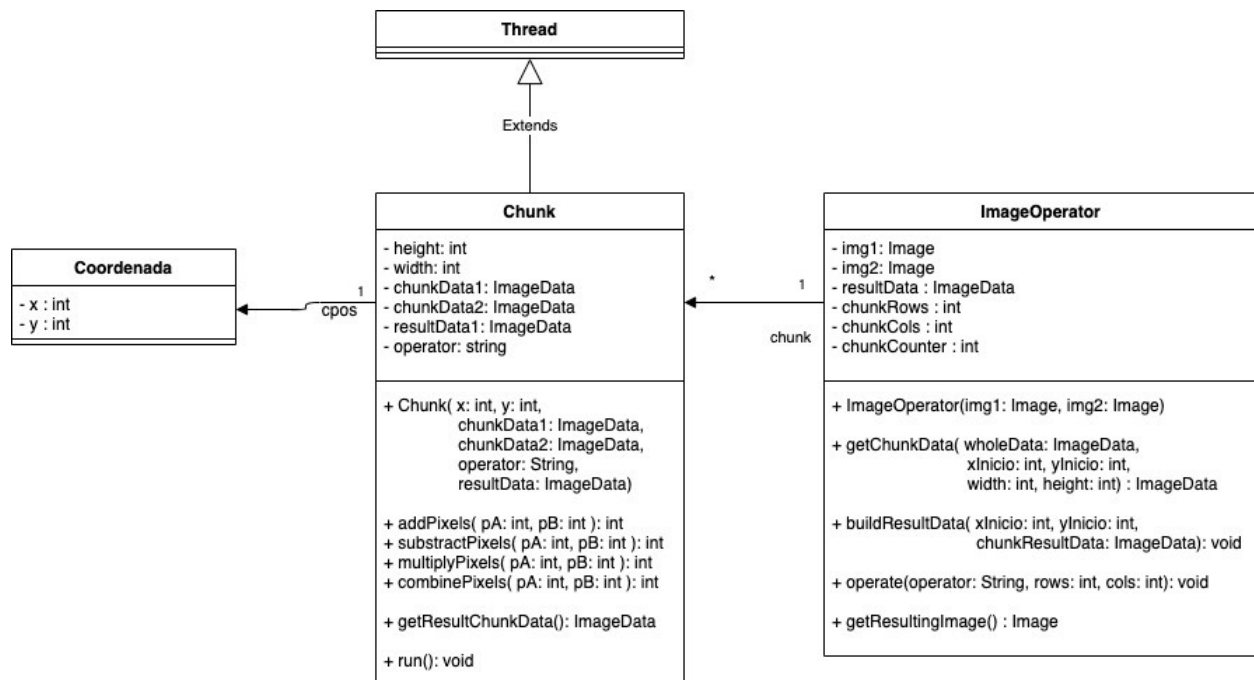 Thread
Extends
Coordenada
- x : int
- y : int
1
cpos
Chunk
- height: int
- width: int
- chunkData1: ImageData
- chunkData2: ImageData
- resultData1: ImageData
- operator: string
+ Chunk( x: int, y: int,
chunkData1: ImageData,
chunkData2: ImageData,
operator: String,
resultData: ImageData)
+ addPixels( pA: int, pB: int ): int
+ substractPixels( pA: int, pB: int ): int
+ multiplyPixels( pA: int, pB: int ): int
+ combinePixels( pA: int, pB: int ): int
+ getResultChunkData(): ImageData
+ run(): void
*
1
chunk
ImageOperator
- img1: Image
- img2: Image
- resultData : ImageData
- chunkRows : int
- chunkCols : int
- chunkCounter : int
+ ImageOperator(img1: Image, img2: Image)
+ getChunkData( wholeData: ImageData,
xInicio: int, yInicio: int,
width: int, height: int) : ImageData
+ buildResultData( xInicio: int, yInicio: int,
chunkResultData: ImageData): void
+ operate(operator: String, rows: int, cols: int): void
+ getResultingImage() : Image